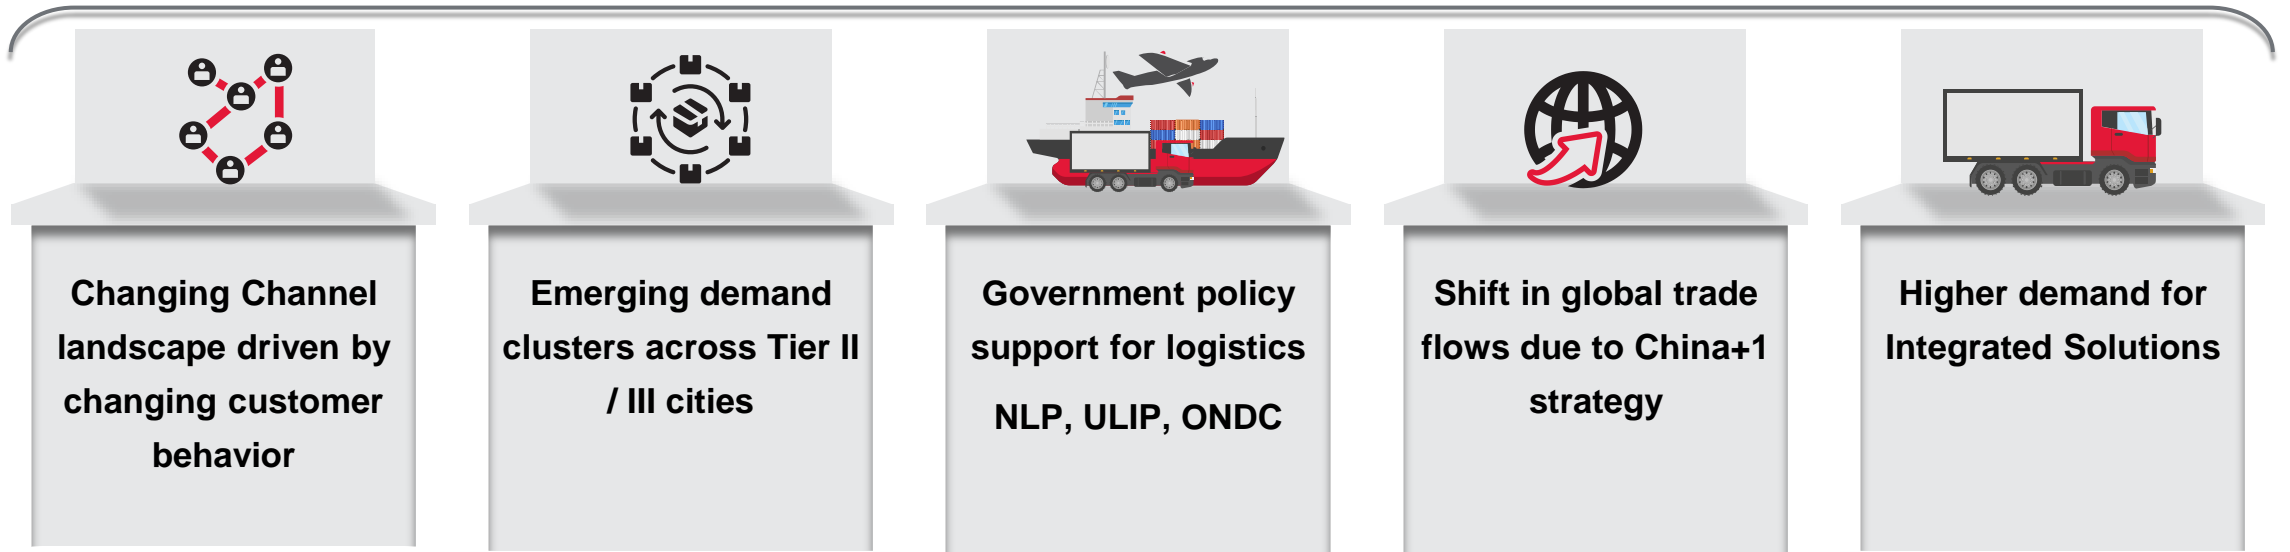 Changing Channel
landscape driven by
changing customer
behavior
Emerging demand
clusters across Tier II
/ III cities
Government policy
support for logistics
NLP, ULIP, ONDC
Shift in global trade
flows due to China+1
strategy
Higher demand for
Integrated Solutions